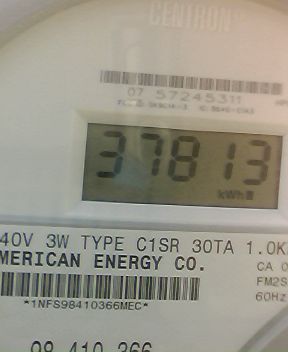 CENTRON
07 57245311
37813
kWh
40V 3W TYPE C1SR 30TA 1.0K
MERICAN ENERGY CO.
CA 0
FM2S
60Hz
*1NFS98410366MEC*
98 410 366